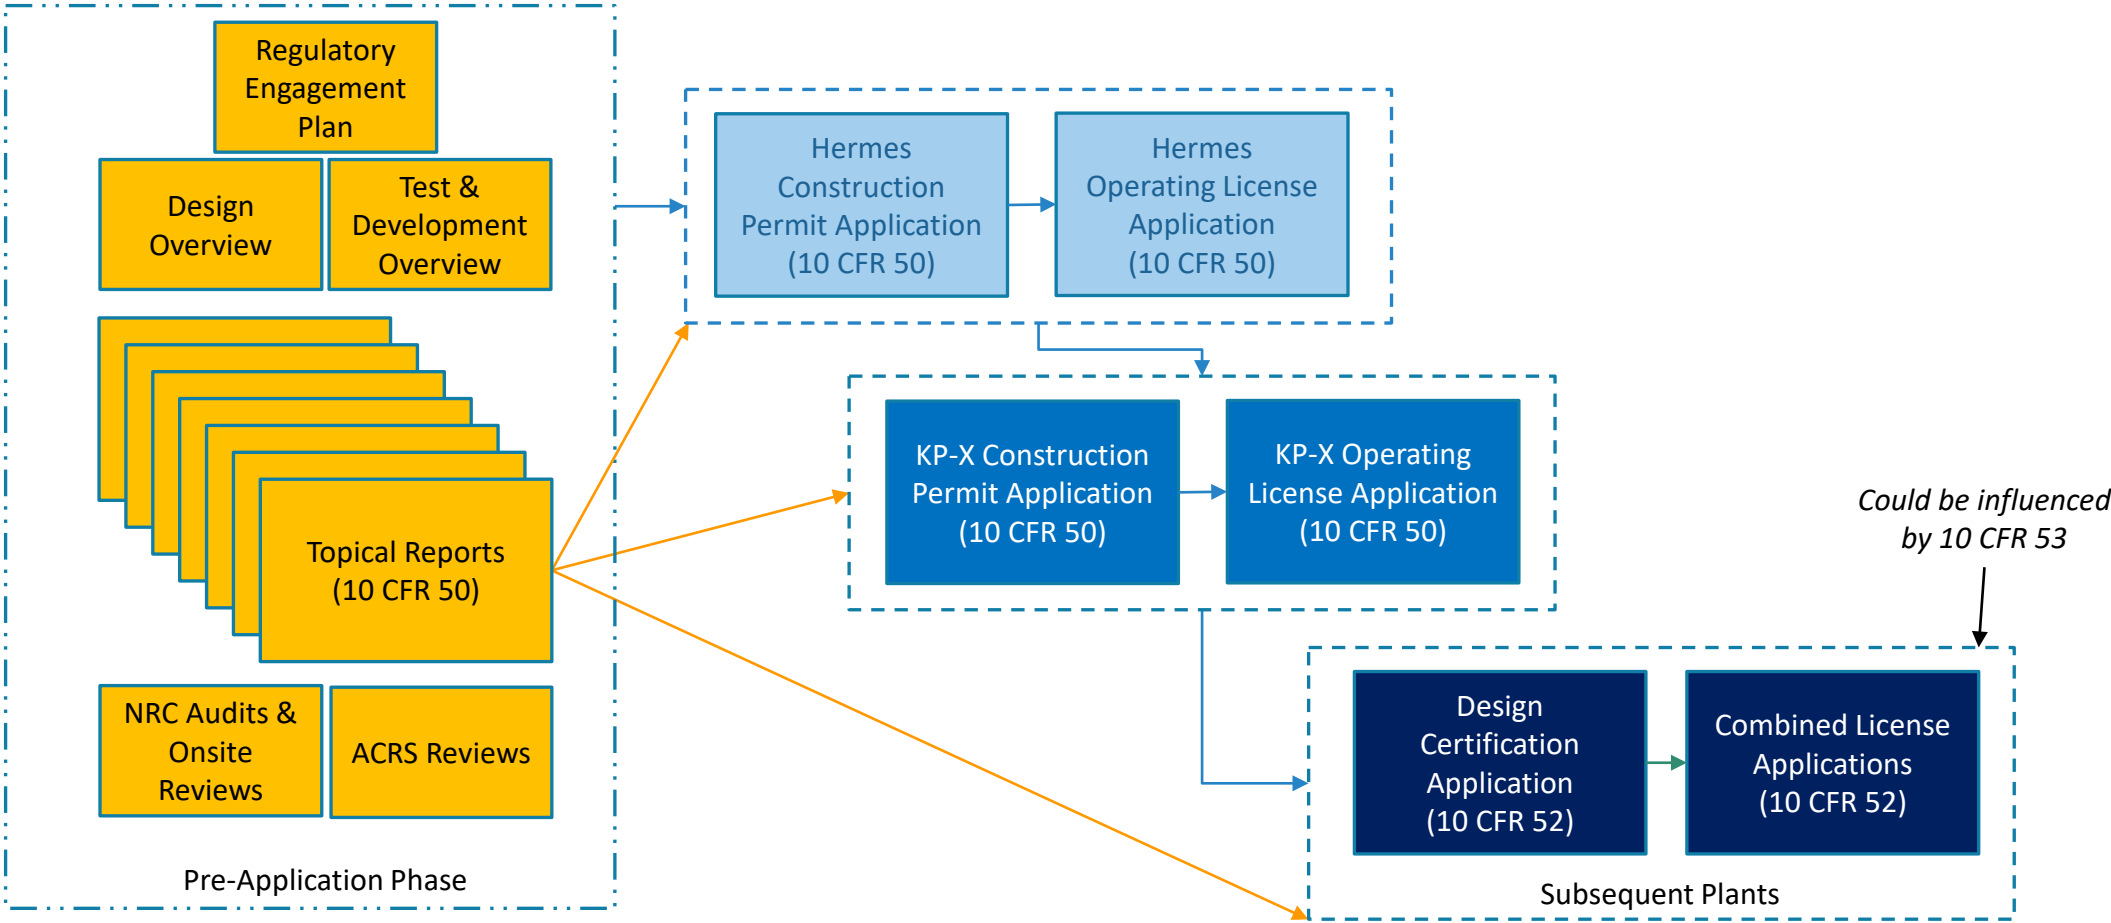 Regulatory
Engagement
Plan
Design
Overview
Test &
Development
Overview
Topical Reports
(10 CFR 50)
NRC Audits &
Onsite
Reviews
ACRS Reviews
Pre-Application Phase
Hermes
Construction
Permit Application
(10 CFR 50)
Hermes
Operating License
Application
(10 CFR 50)
KP-X Construction
Permit Application
(10 CFR 50)
KP-X Operating
License Application
(10 CFR 50)
Could be influenced
by 10 CFR 53
Design
Certification
Application
(10 CFR 52)
Combined License
Applications
(10 CFR 52)
Subsequent Plants